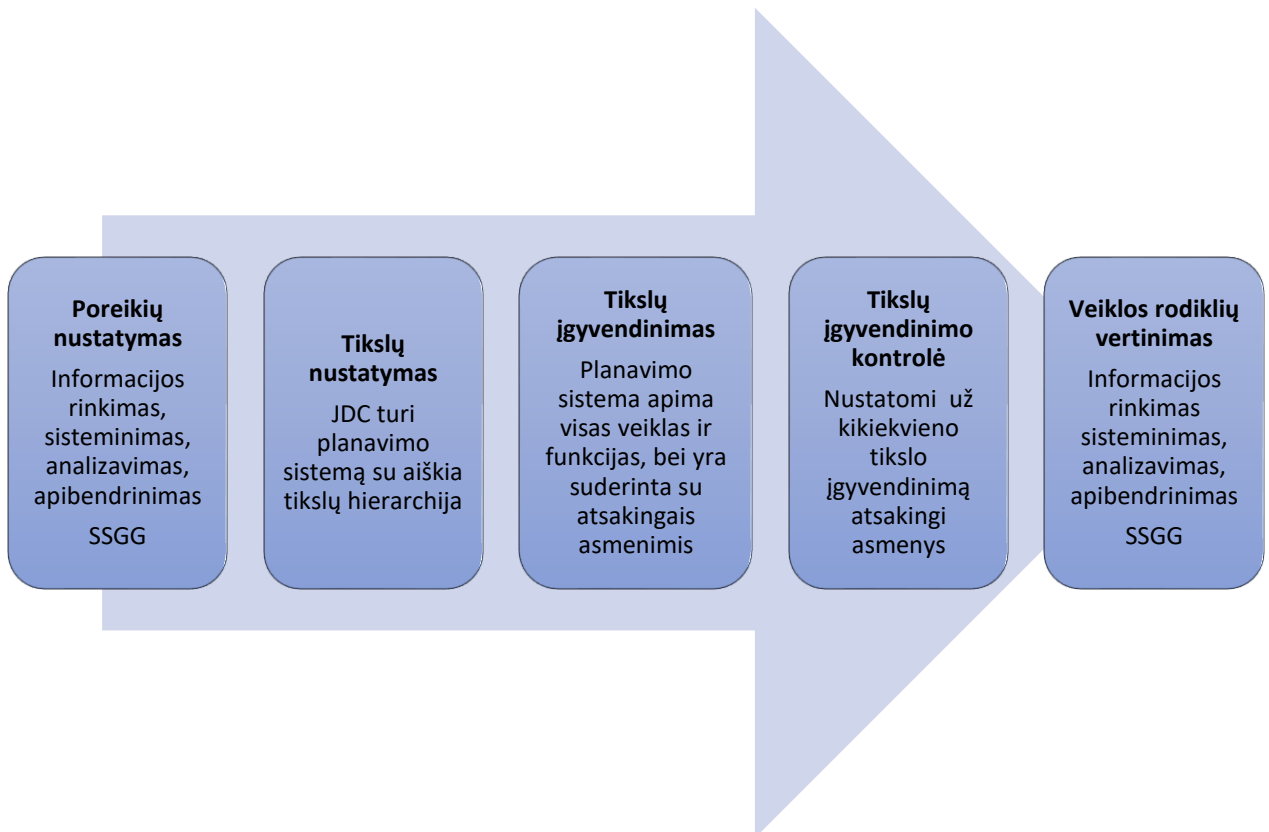 Poreikių
nustatymas
Informacijos
rinkimas,
sisteminimas,
analizavimas,
apibendrinimas
SSGG
Tikslų
nustatymas
JDC turi
planavimo
sistemą su aiškia
tikslų hierarchija
Tikslų
įgyvendinimas
Planavimo
sistema apima
visas veiklas ir
funkcijas, bei yra
suderinta su
atsakingais
asmenimis
Tikslų
įgyvendinimo
kontrolė
Nustatomi už
kikiekvieno
tikslo
įgyvendinimą
atsakingi
asmenys
Veiklos rodiklių
vertinimas
Informacijos
rinkimas
sisteminimas,
analizavimas,
apibendrinimas
SSGG